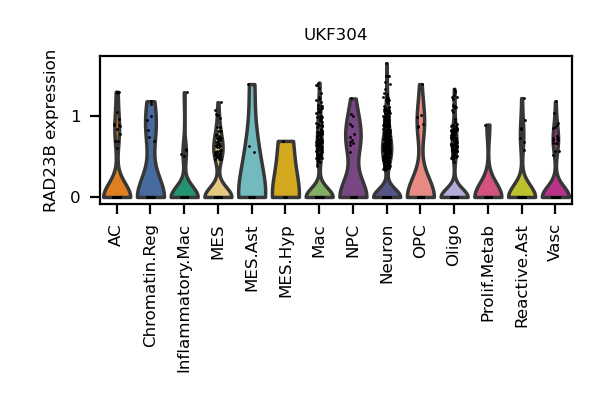 UKF304
RAD23B expression
1
0
AC
Chromatin.Reg
Inflammatory.Mac
MES
MES.Ast
MES.Hyp
Mac
NPC
Neuron
OPC
Oligo
Prolif.Metab
Reactive.Ast
Vasc